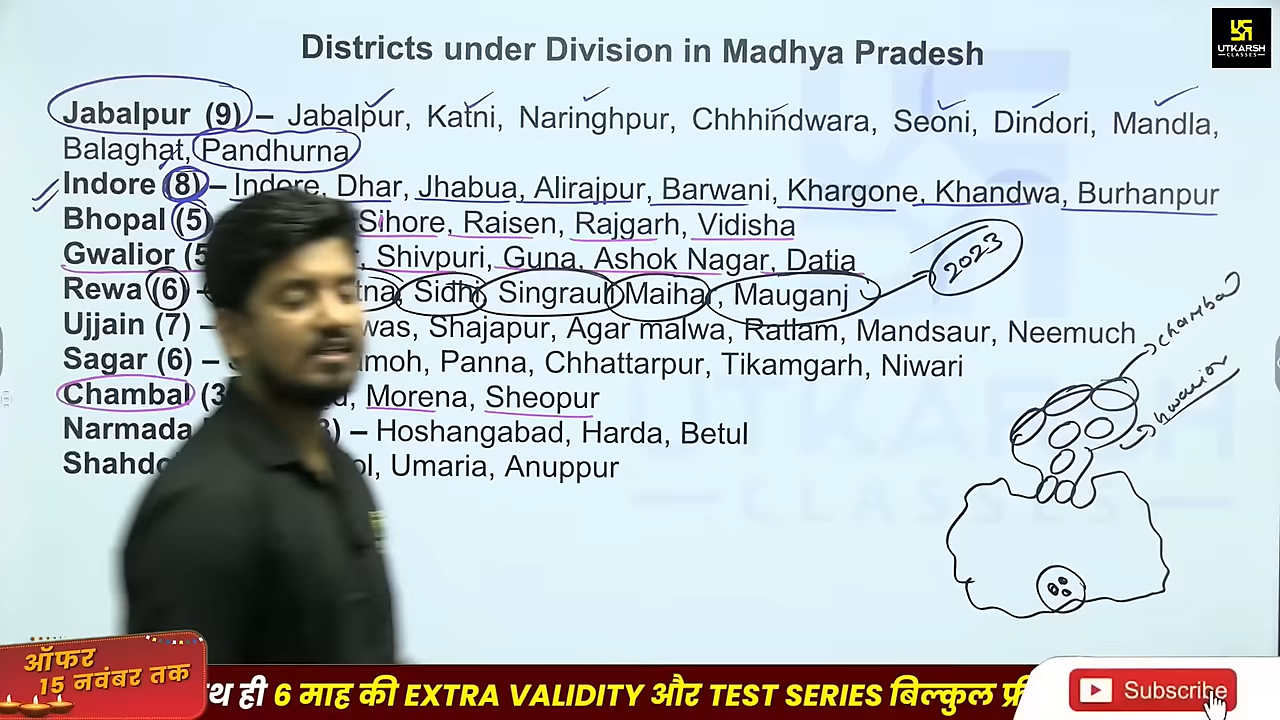 Districts under Division in Madhya Pradesh
UTKARSH
CLASSES
Jabalpur (9) – Jabalpur, Katni, Naringhpur, Chhhindwara, Seoni, Dindori, Mandla,
Balaghat, Pandhurna
Indore (8) – Indore, Dhar, Jhabua, Alirajpur, Barwani, Khargone, Khandwa, Burhanpur
Bhopal (5) Sihore, Raisen, Rajgarh, Vidisha
Gwalior (5 Shivpuri, Guna, Ashok Nagar, Datia
2023
Rewa (6) – Sidhi, Singrauli, Maihar, Mauganj
Ujjain (7) – Shajapur, Agar malwa, Ratlam, Mandsaur, Neemuch
Sagar (6) – Panna, Chhattarpur, Tikamgarh, Niwari
Chambal (3 Morena, Sheopur
Narmada – Hoshangabad, Harda, Betul
Umaria, Anuppur
chambal
UTKARSH
CLASSES
ऑफर
15 नवंबर तक
ही 6 माह की EXTRA VALIDITY और TEST SERIES बिल्कुल
Subscribe